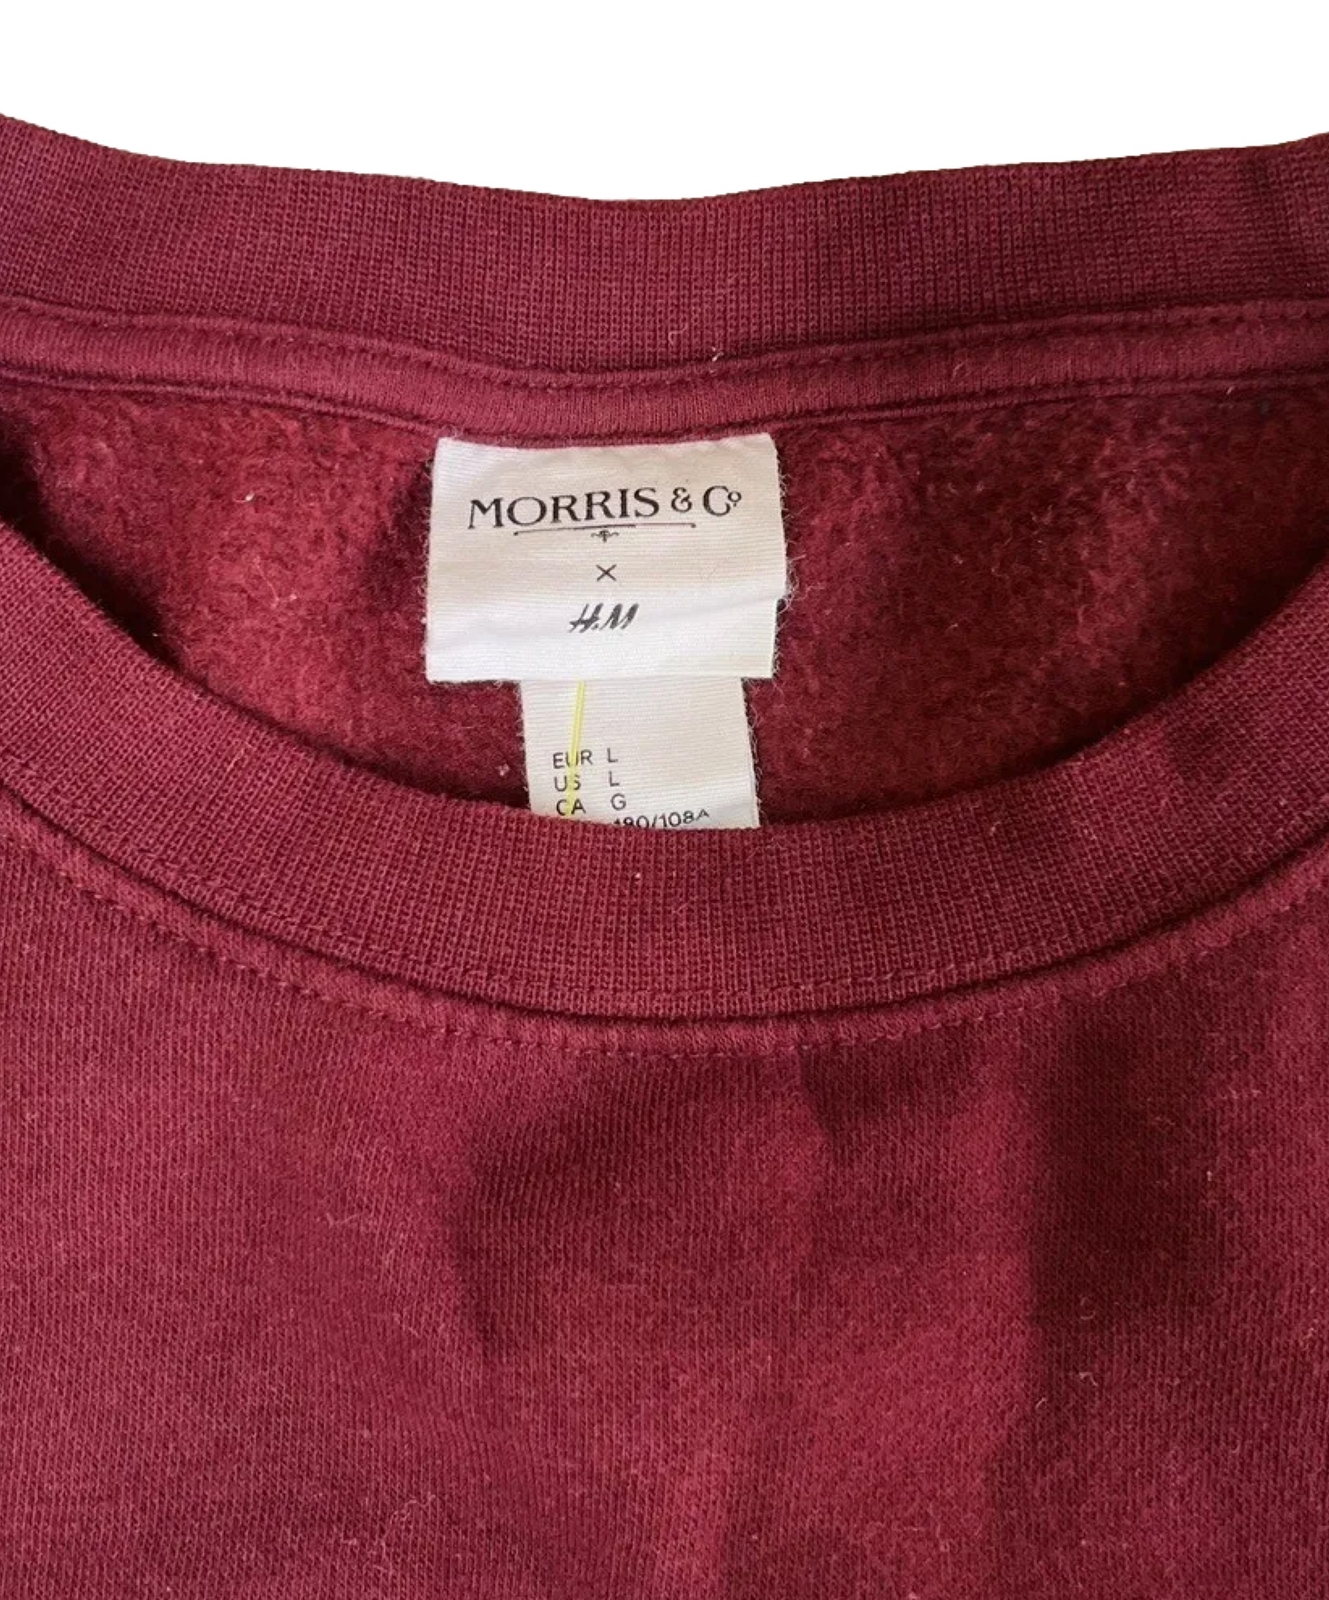 MORRIS & Co
×
H&M
EUR L
US L
CA G
180/108A